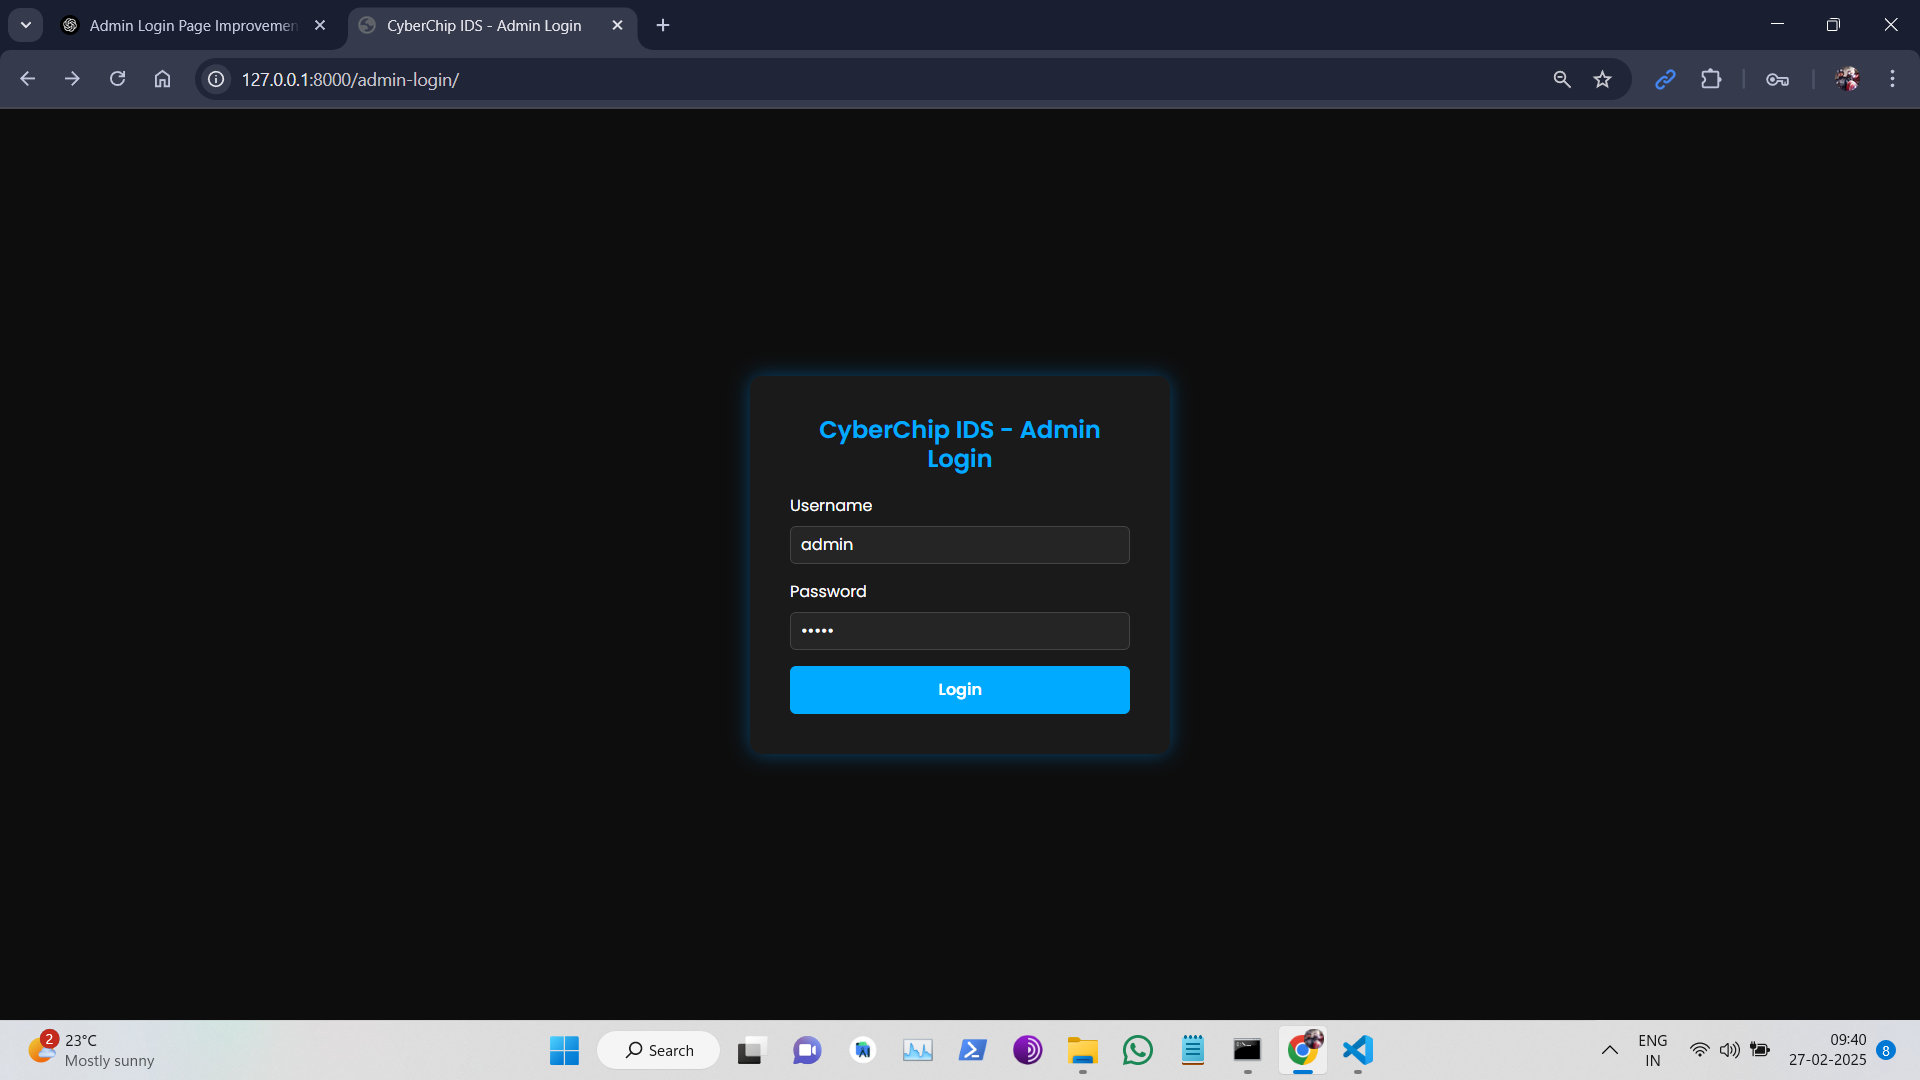 Admin Login Page Improvemen
CyberChip IDS - Admin Login
127.0.0.1:8000/admin-login/
CyberChip IDS - Admin
Login
Username
admin
Password
•••••
Login
2
23°C
Mostly sunny
Search
ENG
IN
09:40
27-02-2025
8